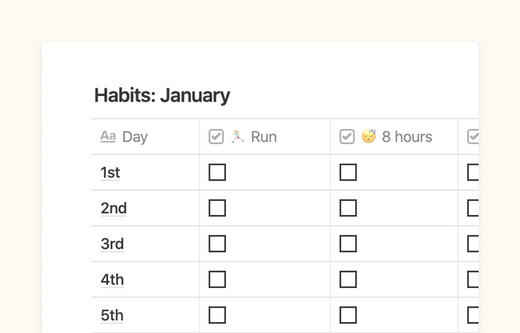 Habits: January
Aa Day 🏃 Run 😴 8 hours
1st
2nd
3rd
4th
5th